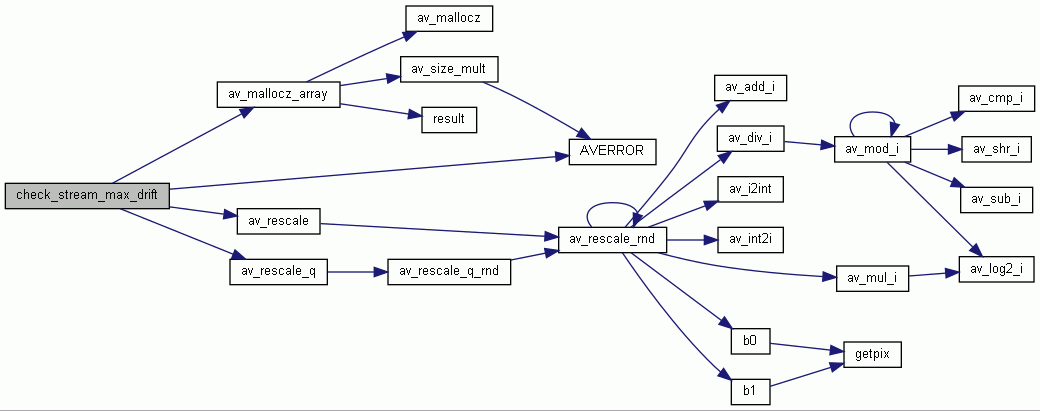 av_mallocz
av_size_mult
av_mallocz_array
result
AVERROR
check_stream_max_drift
av_rescale
av_rescale_q
av_rescale_q_rnd
av_rescale_rnd
av_add_i
av_div_i
av_i2int
av_int2i
av_mul_i
b0
b1
getpix
av_mod_i
av_cmp_i
av_shr_i
av_sub_i
av_log2_i